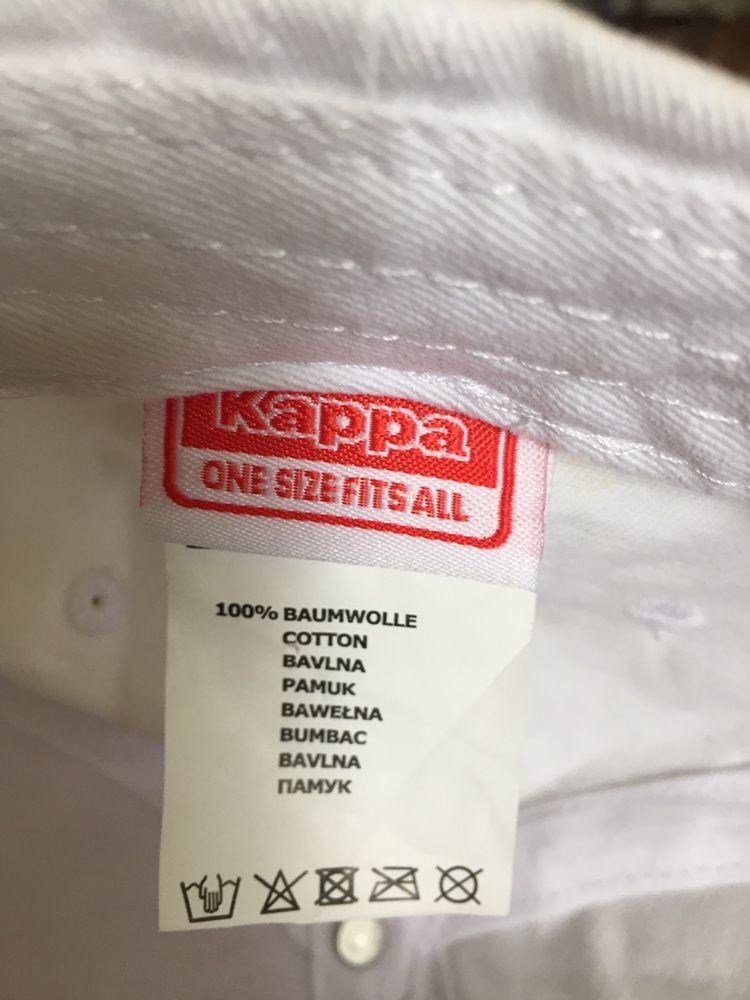 Kappa
ONE SIZE FITS ALL
100% BAUMWOLLE
COTTON
BAVLNA
PAMUK
BAWEŁNA
BUMBAC
BAVLNA
ПАМУК